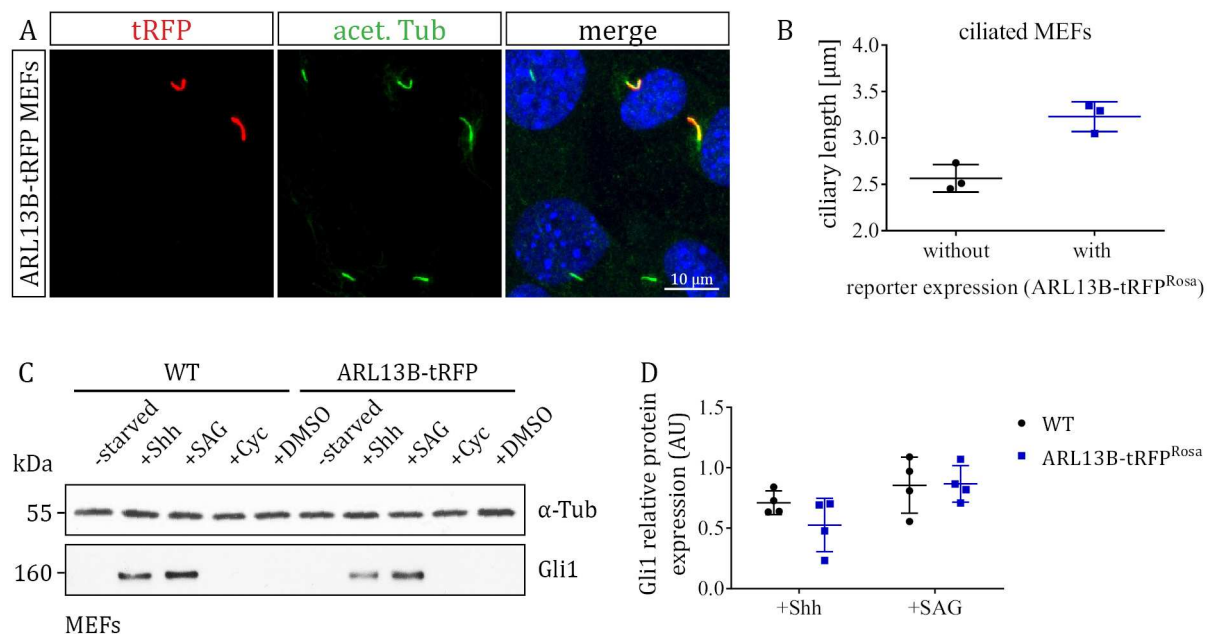 A
tRFP
acet. Tub
merge
ARL13B-tRFP MEFs
10 µm
B
ciliated MEFs
ciliary length [µm]
4.0
3.5
3.0
2.5
2.0
without
with
reporter expression (ARL13B-tRFPRosa)
C
WT
ARL13B-tRFP
-starved
+Shh
+SAG
+Cyc
+DMSO
-starved
+Shh
+SAG
+Cyc
+DMSO
kDa
55
α-Tub
160
Gli1
MEFs
D
Gli1 relative protein
expression (AU)
1.5
1.0
0.5
0.0
+Shh
+SAG
WT
ARL13B-tRFPRosa